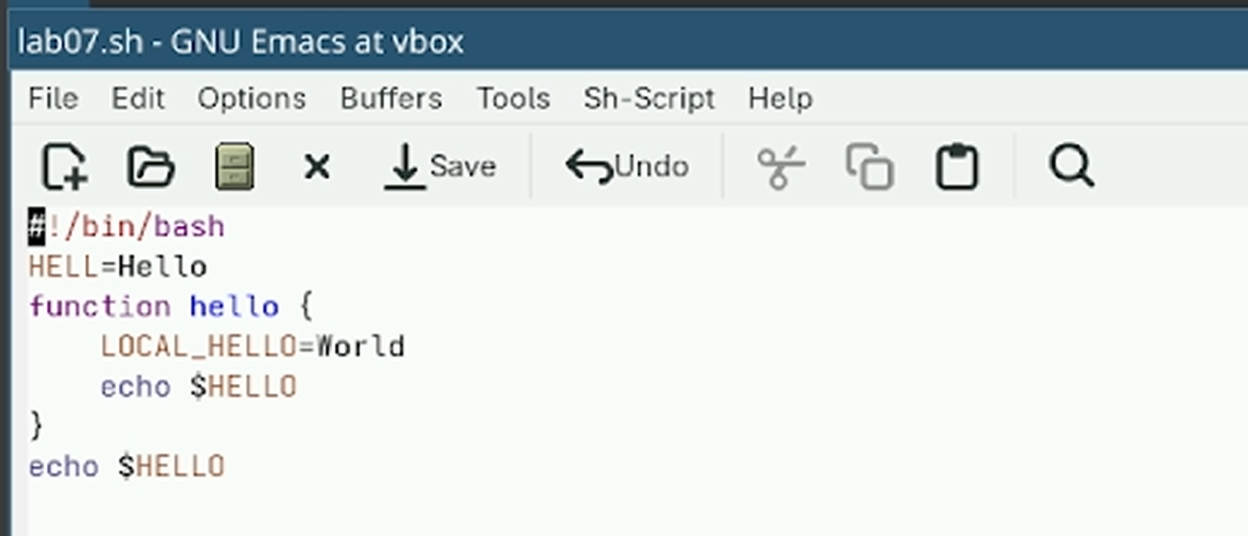 lab07.sh - GNU Emacs at vbox
File Edit Options Buffers Tools Sh-Script Help
Save Undo
#!/bin/bash
HELL=Hello
function hello {
    LOCAL_HELLO=World
    echo $HELLO
}
echo $HELLO